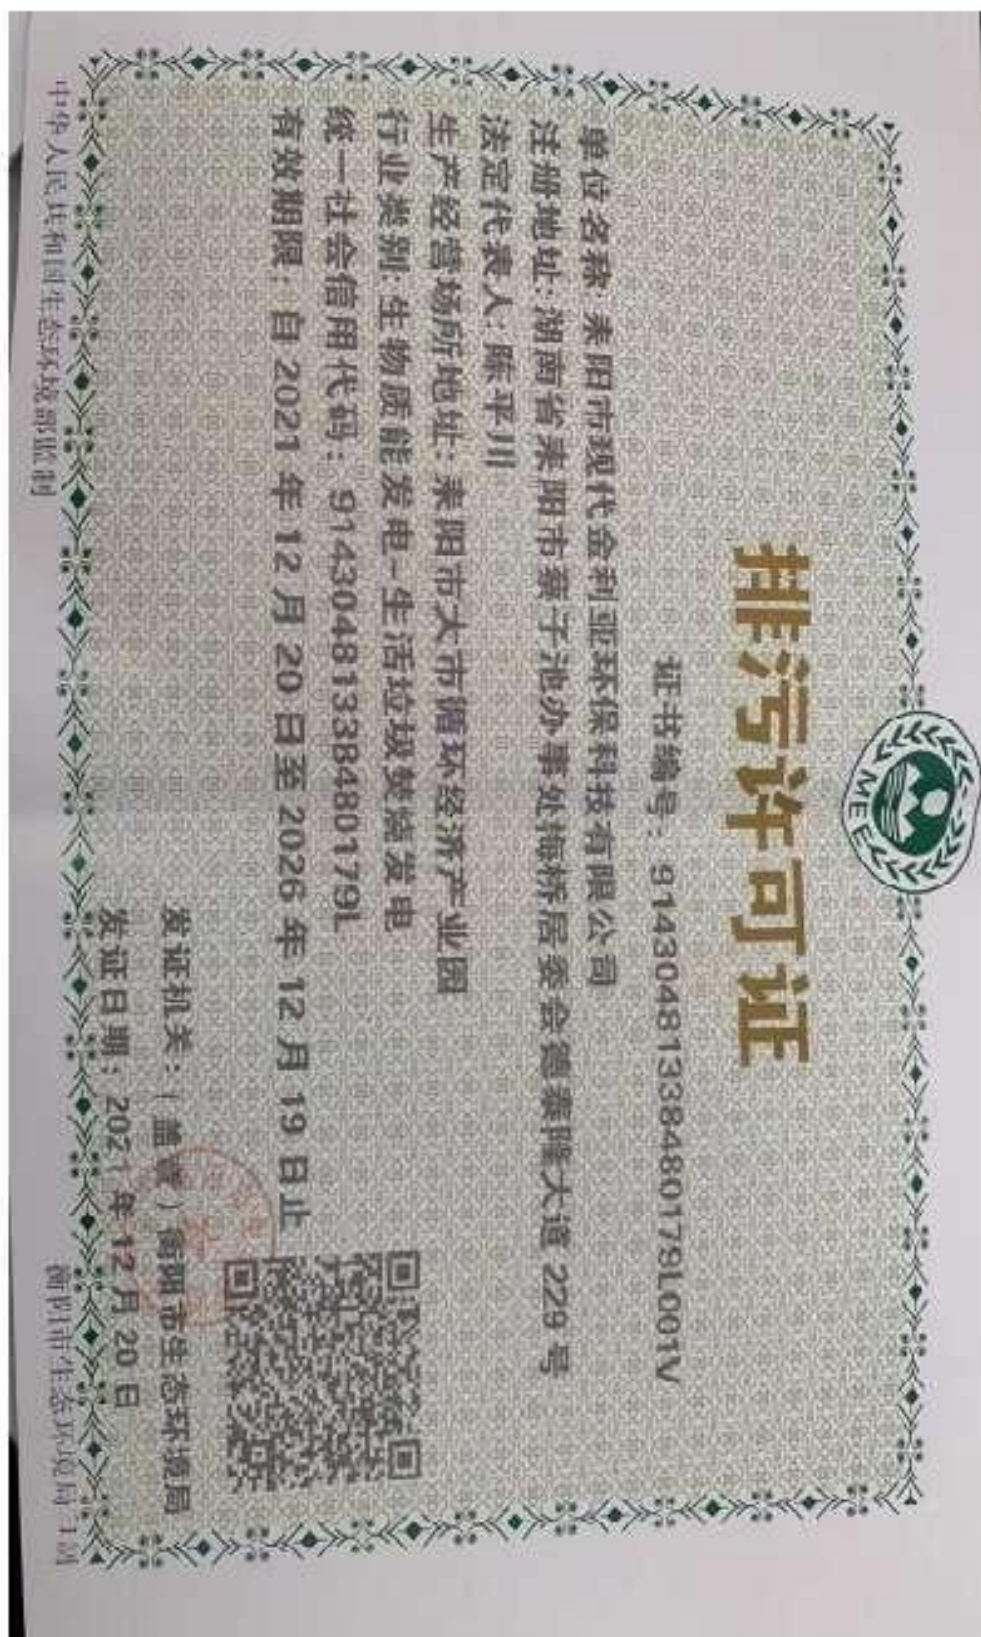 MEE
排污许可证
证书编号：91430481338480179L001V
单位名称:耒阳市现代金利亚环保科技有限公司
注册地址:湖南省耒阳市蔡子池办事处梅桥居委会德泰隆大道229号
法定代表人:陈平川
生产经营场所地址:耒阳市大市循环经济产业园
行业类别:生物质能发电-生活垃圾焚烧发电
统一社会信用代码：91430481338480179L
有效期限：自2021年12月20日至2026年12月19日止
发证机关：（盖章）衡阳市生态环境局
发证日期：2021年12月20日
中华人民共和国生态环境部监制
衡阳市生态环境局印制